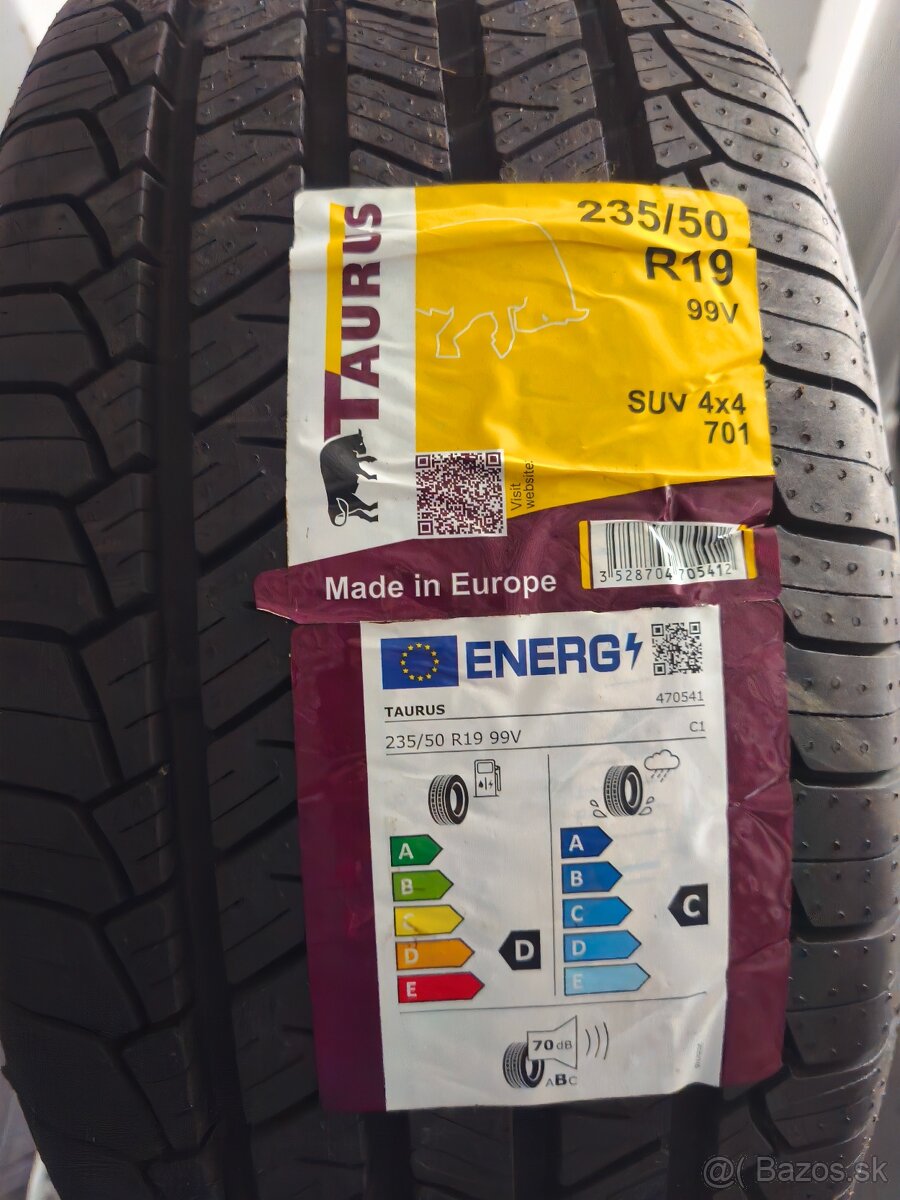 TAURUS
235/50
R19
99V
SUV 4x4
701
Visit
website:
Made in Europe
3 528704 705412
ENERG
TAURUS
470541
235/50 R19 99V
C1
A
B
C
D
E
D
A
B
C
D
E
C
70 dB
ABC
@( Bazos.sk